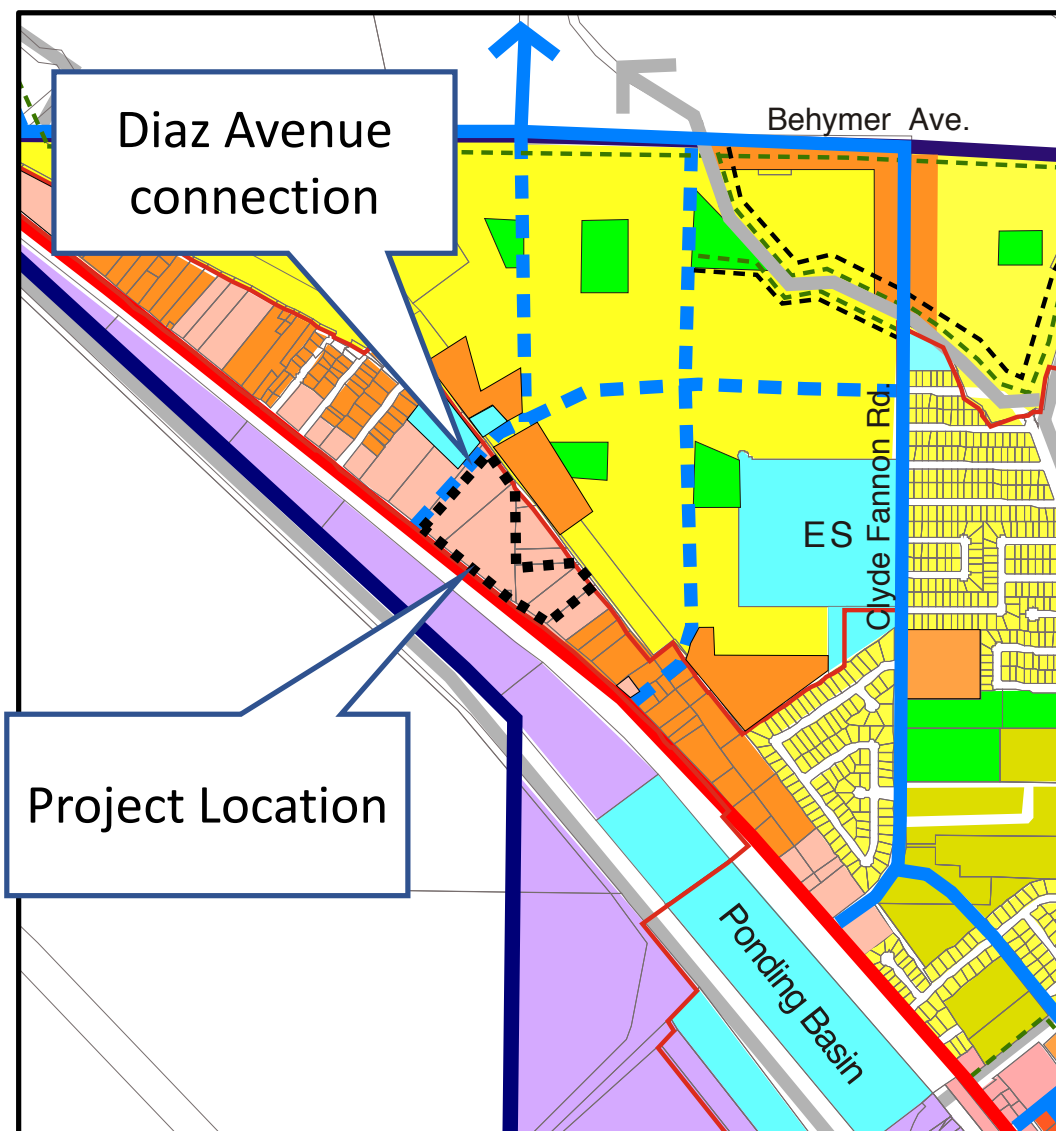 Behymer Ave.
Diaz Avenue
connection
Clyde Fannon Rd.
ES
Project Location
Ponding Basin